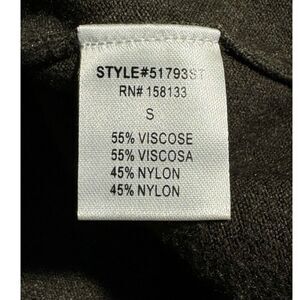 STYLE#51793ST
RN# 158133
S
55% VISCOSE
55% VISCOSA
45% NYLON
45% NYLON